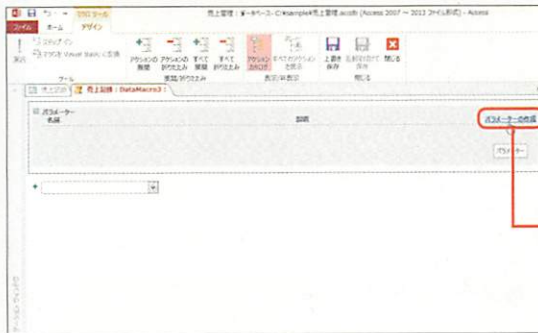 マクロ ツール
売上管理 : データベース- C:¥sample¥売上管理.accdb (Access 2007 ～ 2013 ファイル形式) - Access
ファイル ホーム デザイン
実行
ステップ イン
マクロを Visual Basic に変換
アクションの展開 アクションの折りたたみ すべて展開 すべて折りたたみ
アクションカタログ すべてのアクションを表示
上書き保存 名前を付けて保存 閉じる
ツール 展開/折りたたみ 表示/非表示 閉じる
売上記録 : DataMacro3 :
パラメーター
名前 説明 パラメーターの作成
パラメーター